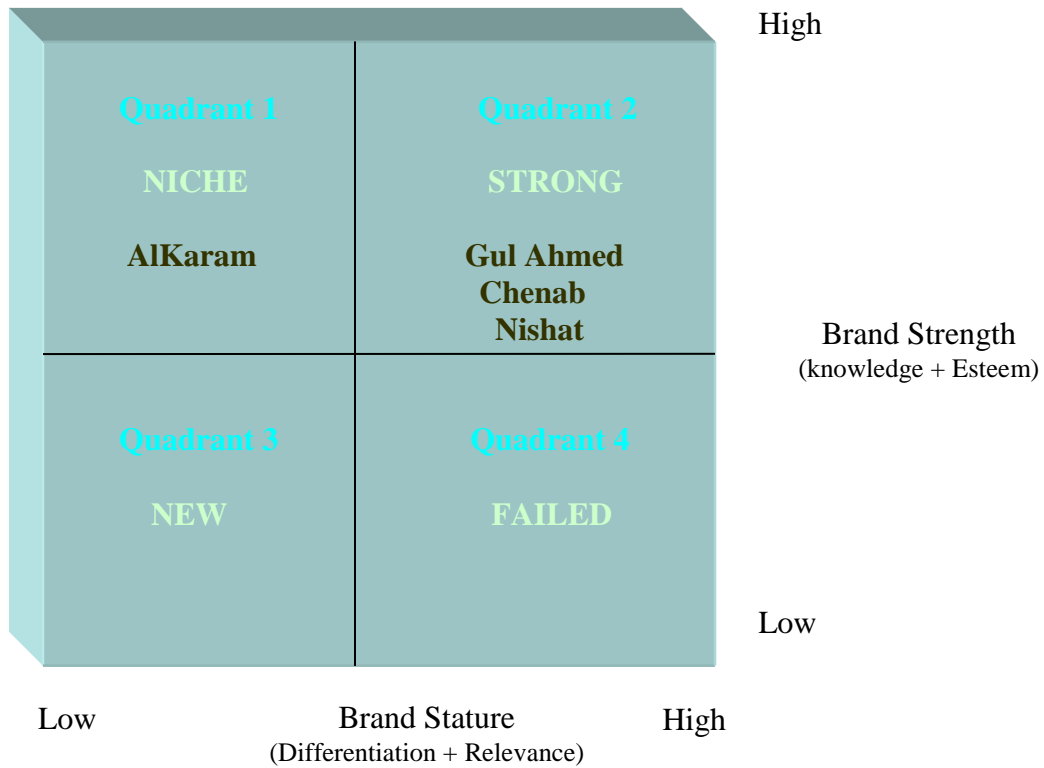 High
Quadrant 1
Quadrant 2
NICHE
STRONG
AlKaram
Gul Ahmed
Chenab
Nishat
Brand Strength
(knowledge + Esteem)
Quadrant 3
Quadrant 4
NEW
FAILED
Low
Low
Brand Stature
High
(Differentiation + Relevance)